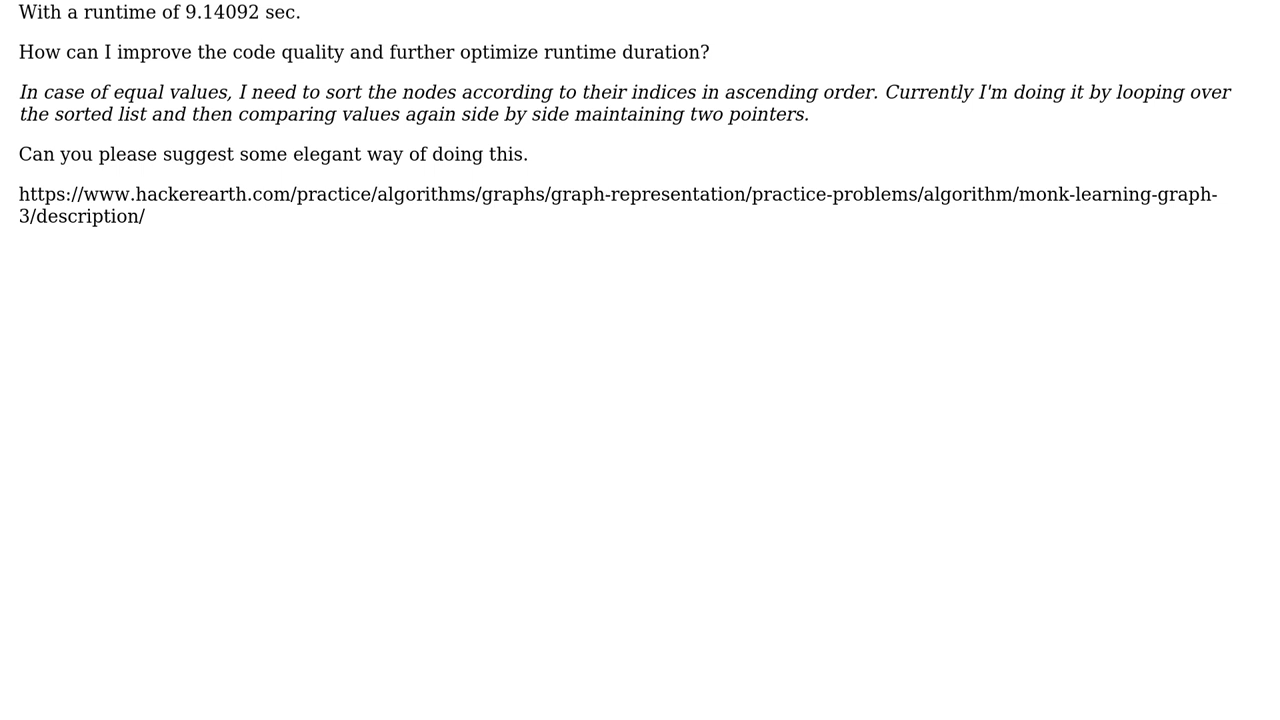 With a runtime of 9.14092 sec.
How can I improve the code quality and further optimize runtime duration?
In case of equal values, I need to sort the nodes according to their indices in ascending order. Currently I'm doing it by looping over
the sorted list and then comparing values again side by side maintaining two pointers.
Can you please suggest some elegant way of doing this.
https://www.hackerearth.com/practice/algorithms/graphs/graph-representation/practice-problems/algorithm/monk-learning-graph-
3/description/